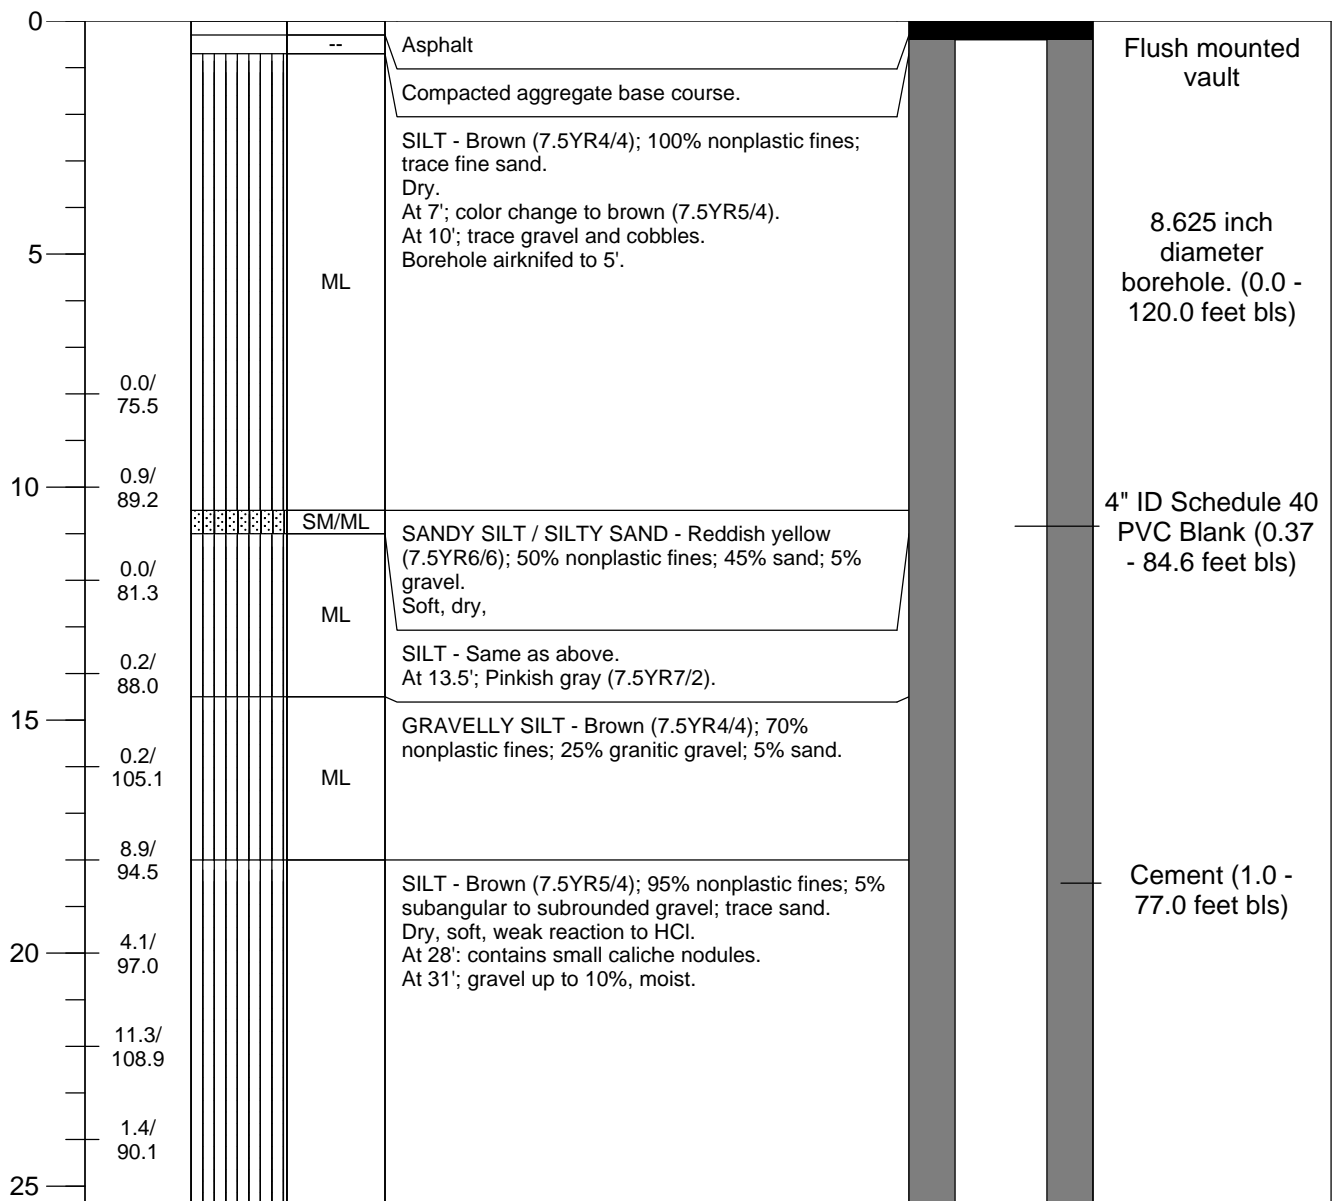 0
--
Asphalt
Flush mounted
vault
Compacted aggregate base course.
SILT - Brown (7.5YR4/4); 100% nonplastic fines;
trace fine sand.
Dry.
At 7'; color change to brown (7.5YR5/4).
At 10'; trace gravel and cobbles.
Borehole airknifed to 5'.
8.625 inch
diameter
borehole. (0.0 -
120.0 feet bls)
5
ML
0.0/
75.5
0.9/
89.2
10
4" ID Schedule 40
PVC Blank (0.37
- 84.6 feet bls)
SM/ML
SANDY SILT / SILTY SAND - Reddish yellow
(7.5YR6/6); 50% nonplastic fines; 45% sand; 5%
gravel.
Soft, dry,
0.0/
81.3
ML
SILT - Same as above.
At 13.5'; Pinkish gray (7.5YR7/2).
0.2/
88.0
15
GRAVELLY SILT - Brown (7.5YR4/4); 70%
nonplastic fines; 25% granitic gravel; 5% sand.
0.2/
105.1
ML
8.9/
94.5
SILT - Brown (7.5YR5/4); 95% nonplastic fines; 5%
subangular to subrounded gravel; trace sand.
Dry, soft, weak reaction to HCl.
At 28': contains small caliche nodules.
At 31'; gravel up to 10%, moist.
Cement (1.0 -
77.0 feet bls)
20
4.1/
97.0
11.3/
108.9
1.4/
90.1
25